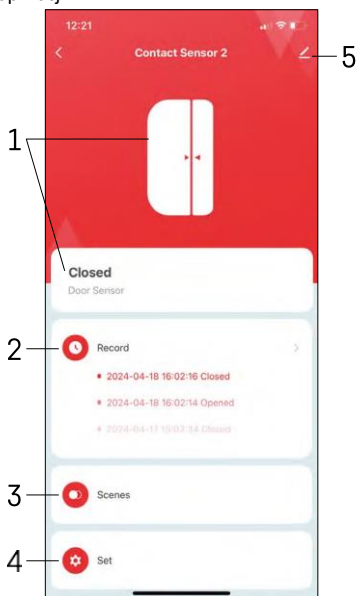 12:21
Contact Sensor 2
5
1
Closed
Door Sensor
2
Record
2024-04-18 16:02:16 Closed
2024-04-18 16:02:14 Opened
3
Scenes
4
Set